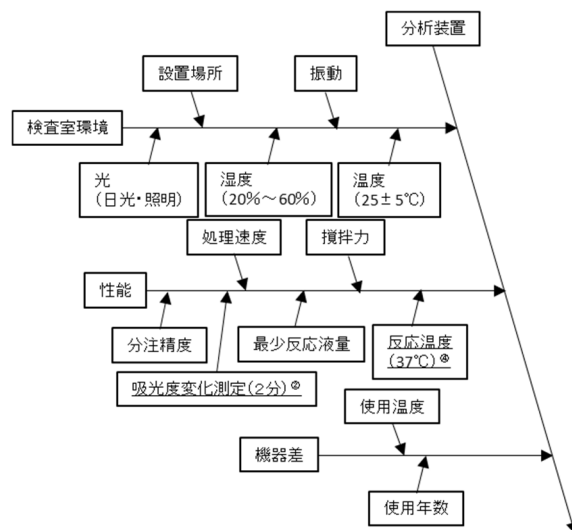 分析装置
設置場所
振動
検査室環境
光
(日光・照明)
湿度
(20%～60%)
温度
(25±5℃)
処理速度
攪拌力
性能
分注精度
最少反応液量
反応温度
(37℃)④
吸光度変化測定(2分)②
使用温度
機器差
使用年数